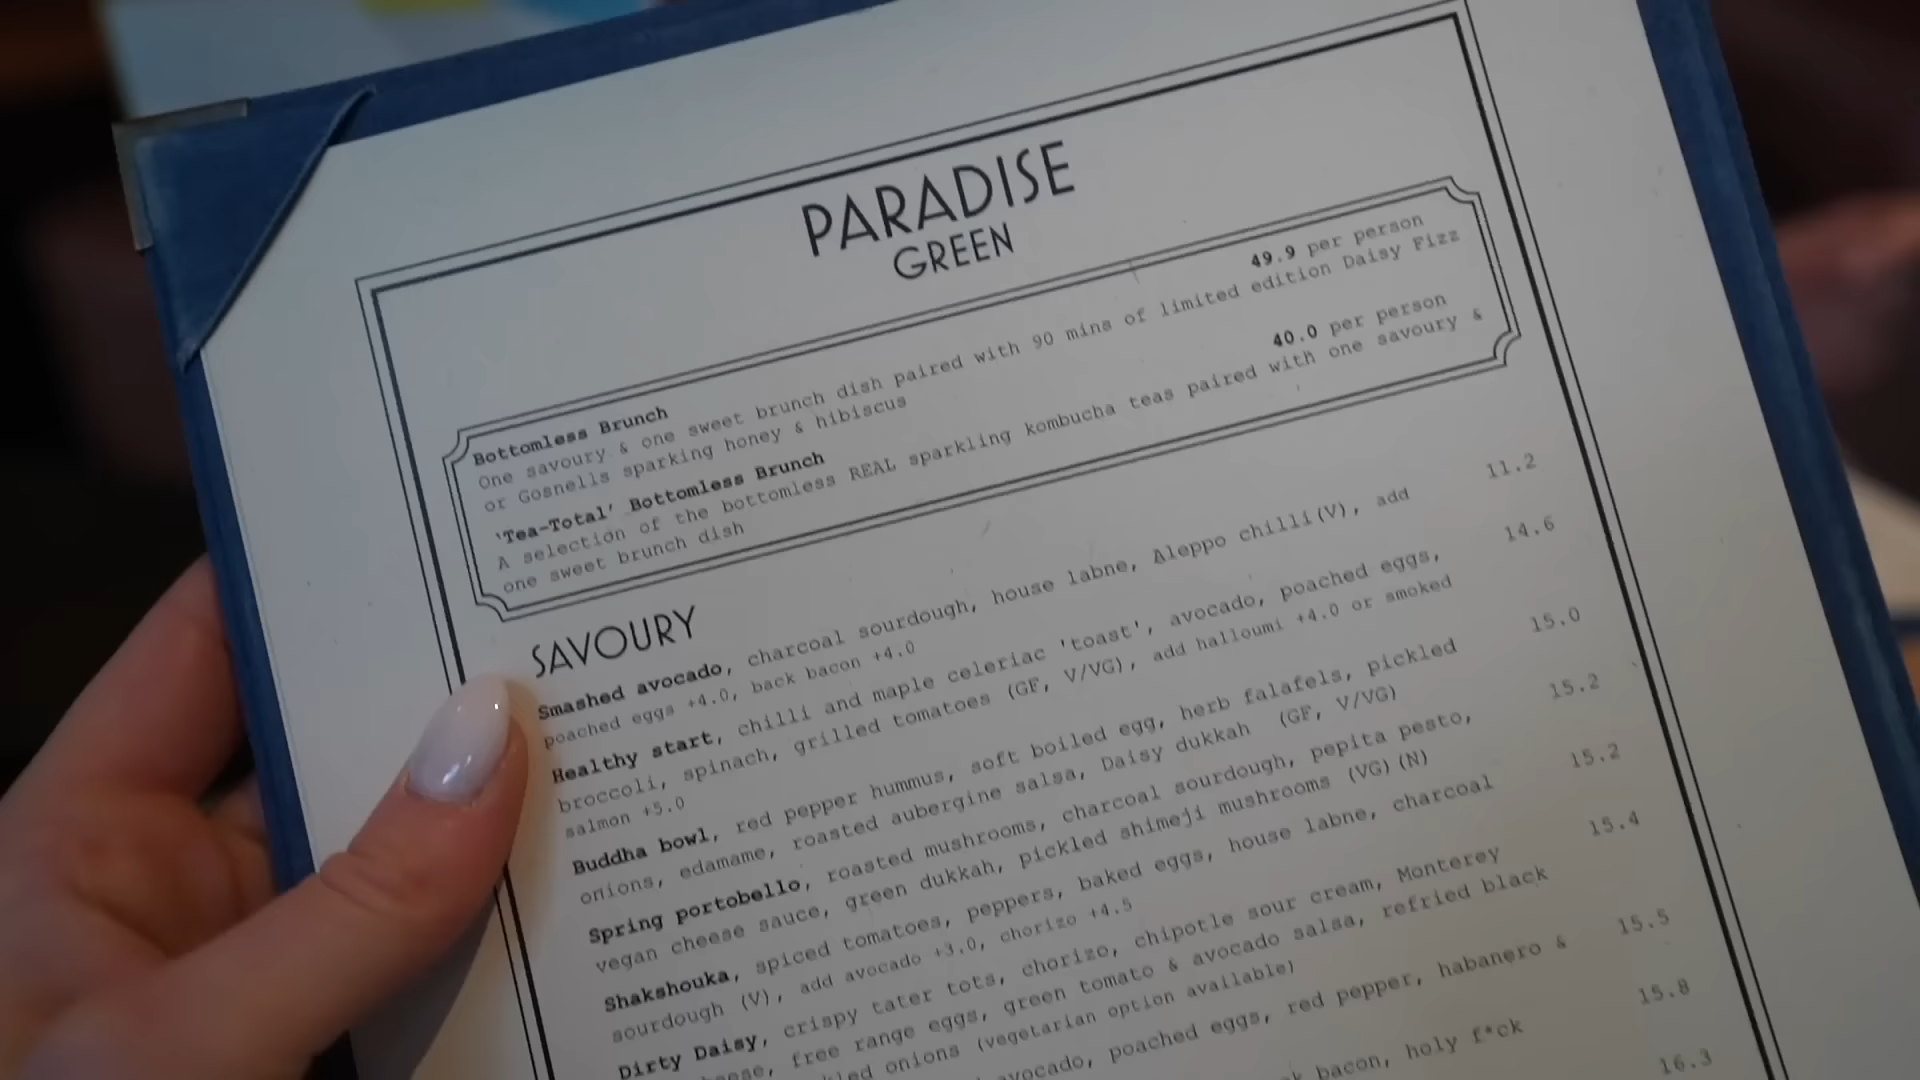 PARADISE
GREEN
Bottomless Brunch 49.9 per person
One savoury & one sweet brunch dish paired with 90 mins of limited edition Daisy Fizz
or Gosnells sparking honey & hibiscus
'Tea-Total' Bottomless Brunch 40.0 per person
A selection of the bottomless REAL sparkling kombucha teas paired with one savoury &
one sweet brunch dish
SAVOURY
Smashed avocado, charcoal sourdough, house labne, Aleppo chilli(V), add 11.2
poached eggs +4.0, back bacon +4.0
Healthy start, chilli and maple celeriac 'toast', avocado, poached eggs, 14.6
broccoli, spinach, grilled tomatoes (GF, V/VG), add halloumi +4.0 or smoked
salmon +5.0
Buddha bowl, red pepper hummus, soft boiled egg, herb falafels, pickled 15.0
onions, edamame, roasted aubergine salsa, Daisy dukkah (GF, V/VG)
Spring portobello, roasted mushrooms, charcoal sourdough, pepita pesto, 15.2
vegan cheese sauce, green dukkah, pickled shimeji mushrooms (VG)(N)
Shakshouka, spiced tomatoes, peppers, baked eggs, house labne, charcoal 15.2
sourdough (V), add avocado +3.0, chorizo +4.5
Dirty Daisy, crispy tater tots, chorizo, chipotle sour cream, Monterey 15.4
free range eggs, green tomato & avocado salsa, refried black
onions (vegetarian option available)
avocado, poached eggs, red pepper, habanero & 15.5
bacon, holy f*ck 15.8
16.3